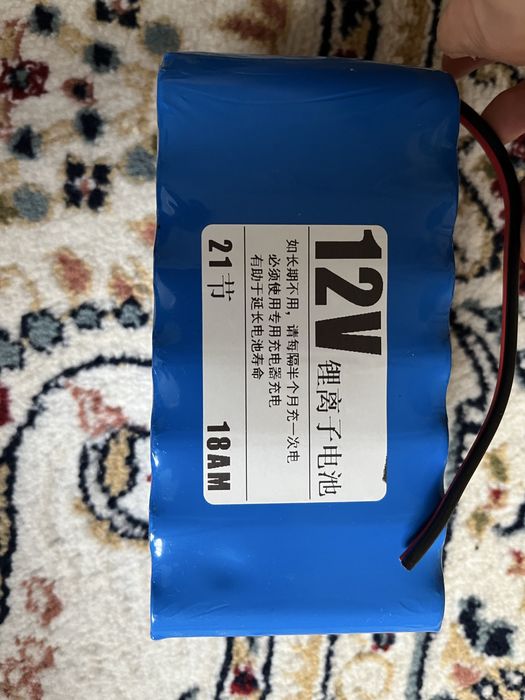 12V 锂离子电池
如长期不用，请每隔半个月充一次电
必须使用专用充电器充电
有助于延长电池寿命
21节 18AM